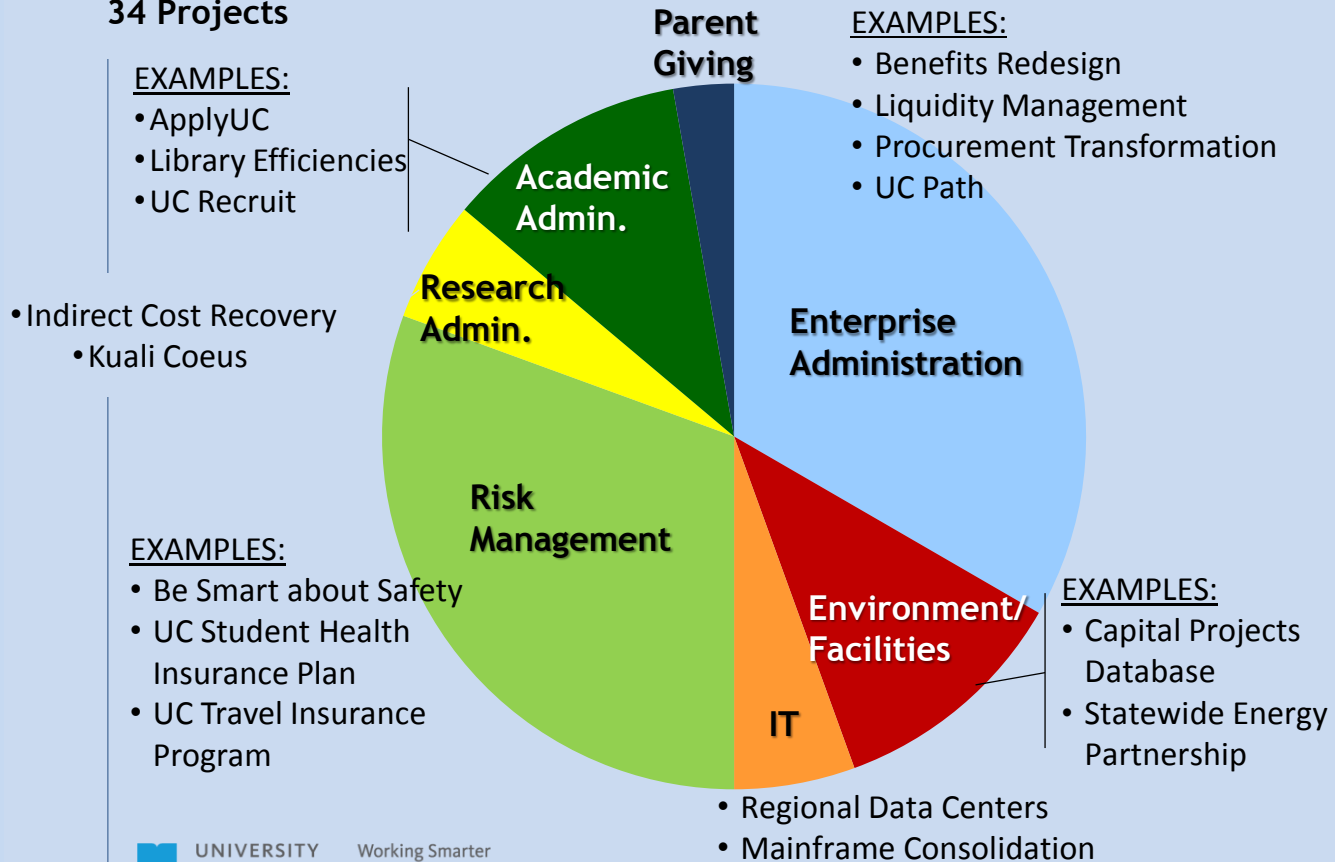 34 Projects
EXAMPLES:
•ApplyUC
•Library Efficiencies
•UC Recruit
Parent
Giving
EXAMPLES:
• Benefits Redesign
• Liquidity Management
• Procurement Transformation
• UC Path
Academic
Admin.
Research
Admin.
•Indirect Cost Recovery
•Kuali Coeus
Enterprise
Administration
Risk
Management
EXAMPLES:
• Be Smart about Safety
• UC Student Health
Insurance Plan
• UC Travel Insurance
Program
Environment/
Facilities
EXAMPLES:
• Capital Projects
Database
• Statewide Energy
Partnership
IT
• Regional Data Centers
• Mainframe Consolidation
UNIVERSITY
Working Smarter